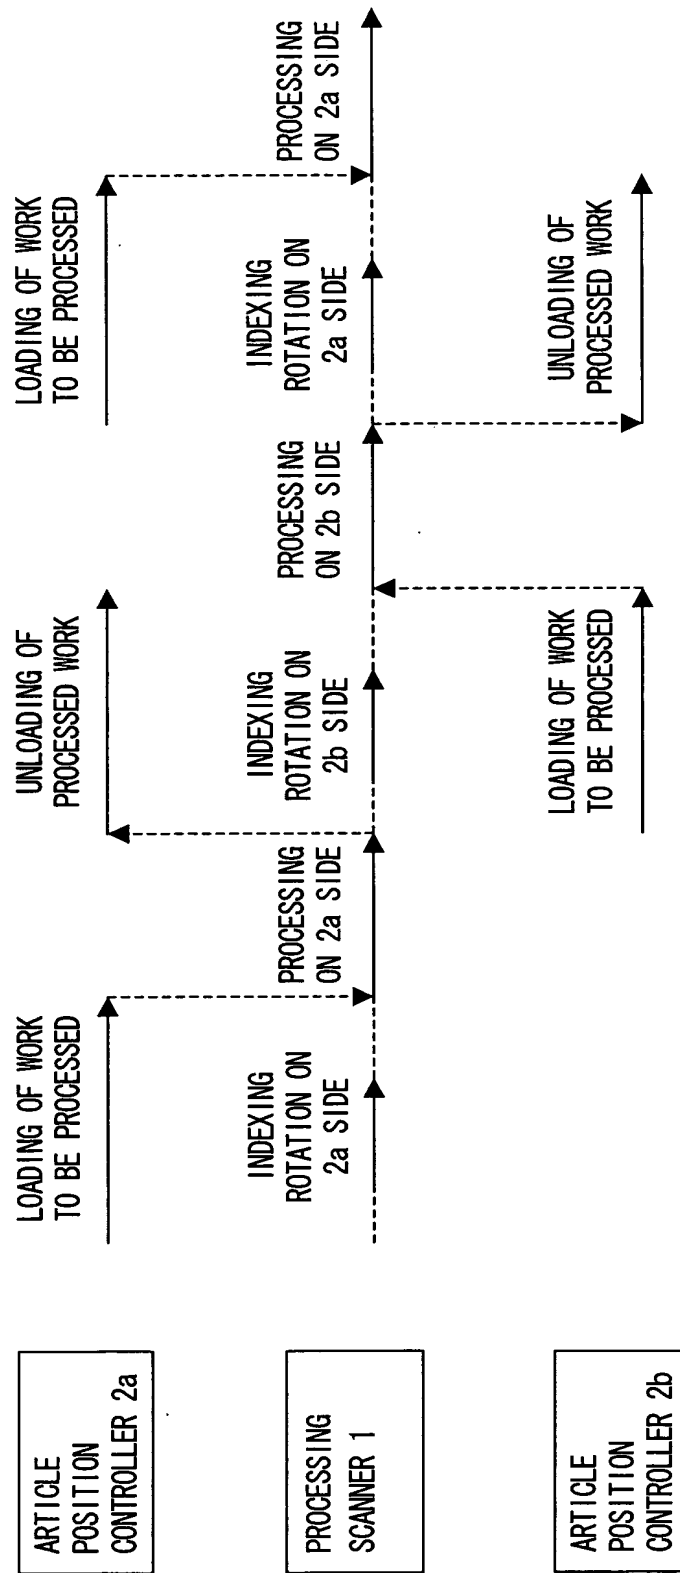 ARTICLE
POSITION
CONTROLLER 2a
LOADING OF WORK
TO BE PROCESSED
UNLOADING OF
PROCESSED WORK
LOADING OF WORK
TO BE PROCESSED
PROCESSING
SCANNER 1
INDEXING
ROTATION ON
2a SIDE
PROCESSING
ON 2a SIDE
INDEXING
ROTATION ON
2b SIDE
PROCESSING
ON 2b SIDE
INDEXING
ROTATION ON
2a SIDE
PROCESSING
ON 2a SIDE
ARTICLE
POSITION
CONTROLLER 2b
LOADING OF WORK
TO BE PROCESSED
UNLOADING OF
PROCESSED WORK